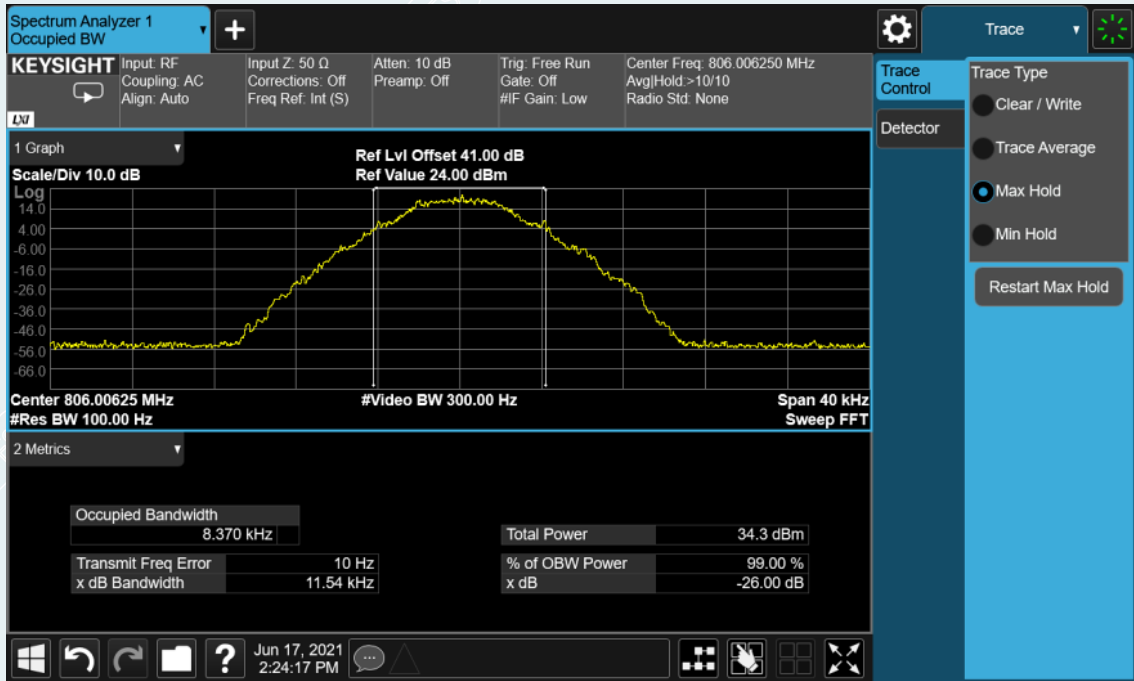 Spectrum Analyzer 1
Occupied BW
+
Trace
KEYSIGHT
LXI
Input: RF
Coupling: AC
Align: Auto
Input Z: 50 Ω
Corrections: Off
Freq Ref: Int (S)
Atten: 10 dB
Preamp: Off
Trig: Free Run
Gate: Off
#IF Gain: Low
Center Freq: 806.006250 MHz
Avg|Hold:>10/10
Radio Std: None
Trace Control
Detector
Trace Type
Clear / Write
Trace Average
Max Hold
Min Hold
Restart Max Hold
1 Graph
Scale/Div 10.0 dB
Ref Lvl Offset 41.00 dB
Ref Value 24.00 dBm
Log
14.0
4.00
-6.00
-16.0
-26.0
-36.0
-46.0
-56.0
-66.0
Center 806.00625 MHz
#Res BW 100.00 Hz
#Video BW 300.00 Hz
Span 40 kHz
Sweep FFT
2 Metrics
Occupied Bandwidth
8.370 kHz
Transmit Freq Error 10 Hz
x dB Bandwidth 11.54 kHz
Total Power 34.3 dBm
% of OBW Power 99.00 %
x dB -26.00 dB
?
Jun 17, 2021
2:24:17 PM